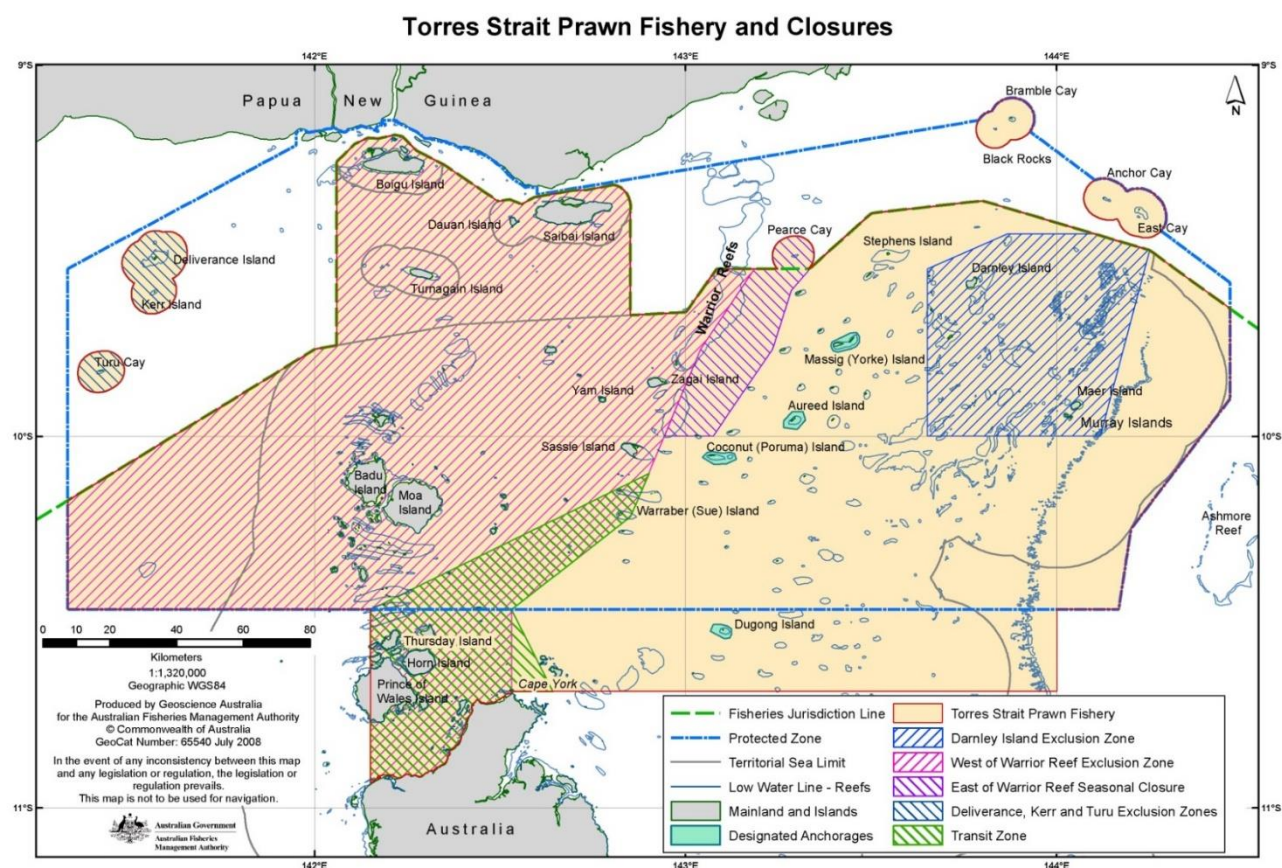 Torres Strait Prawn Fishery and Closures
142°E
143°E
144°E
9°S
9°S
Papua New Guinea
N
Bramble Cay
Black Rocks
Anchor Cay
East Cay
Boigu Island
Dauan Island
Saibai Island
Pearce Cay
Stephens Island
Deliverance Island
Kerr Island
Turnagain Island
Warrior Reefs
Darnley Island
Turu Cay
Massig (Yorke) Island
Yam Island
Zagai Island
Maer Island
Aureed Island
Murray Islands
10°S
10°S
Sassie Island
Coconut (Poruma) Island
Badu Island
Moa Island
Warraber (Sue) Island
Ashmore Reef
0 10 20 40 60 80
Kilometers
1:1,320,000
Geographic WGS84
Thursday Island
Horn Island
Prince of Wales Island
Dugong Island
Cape York
Produced by Geoscience Australia
for the Australian Fisheries Management Authority
© Commonwealth of Australia
GeoCat Number: 65540 July 2008
In the event of any inconsistency between this map
and any legislation or regulation, the legislation or
regulation prevails.
This map is not to be used for navigation.
Australian Government
Australian Fisheries
Management Authority
Australia
Fisheries Jurisdiction Line
Protected Zone
Territorial Sea Limit
Low Water Line - Reefs
Mainland and Islands
Designated Anchorages
Torres Strait Prawn Fishery
Darnley Island Exclusion Zone
West of Warrior Reef Exclusion Zone
East of Warrior Reef Seasonal Closure
Deliverance, Kerr and Turu Exclusion Zones
Transit Zone
11°S
11°S
142°E
143°E
144°E